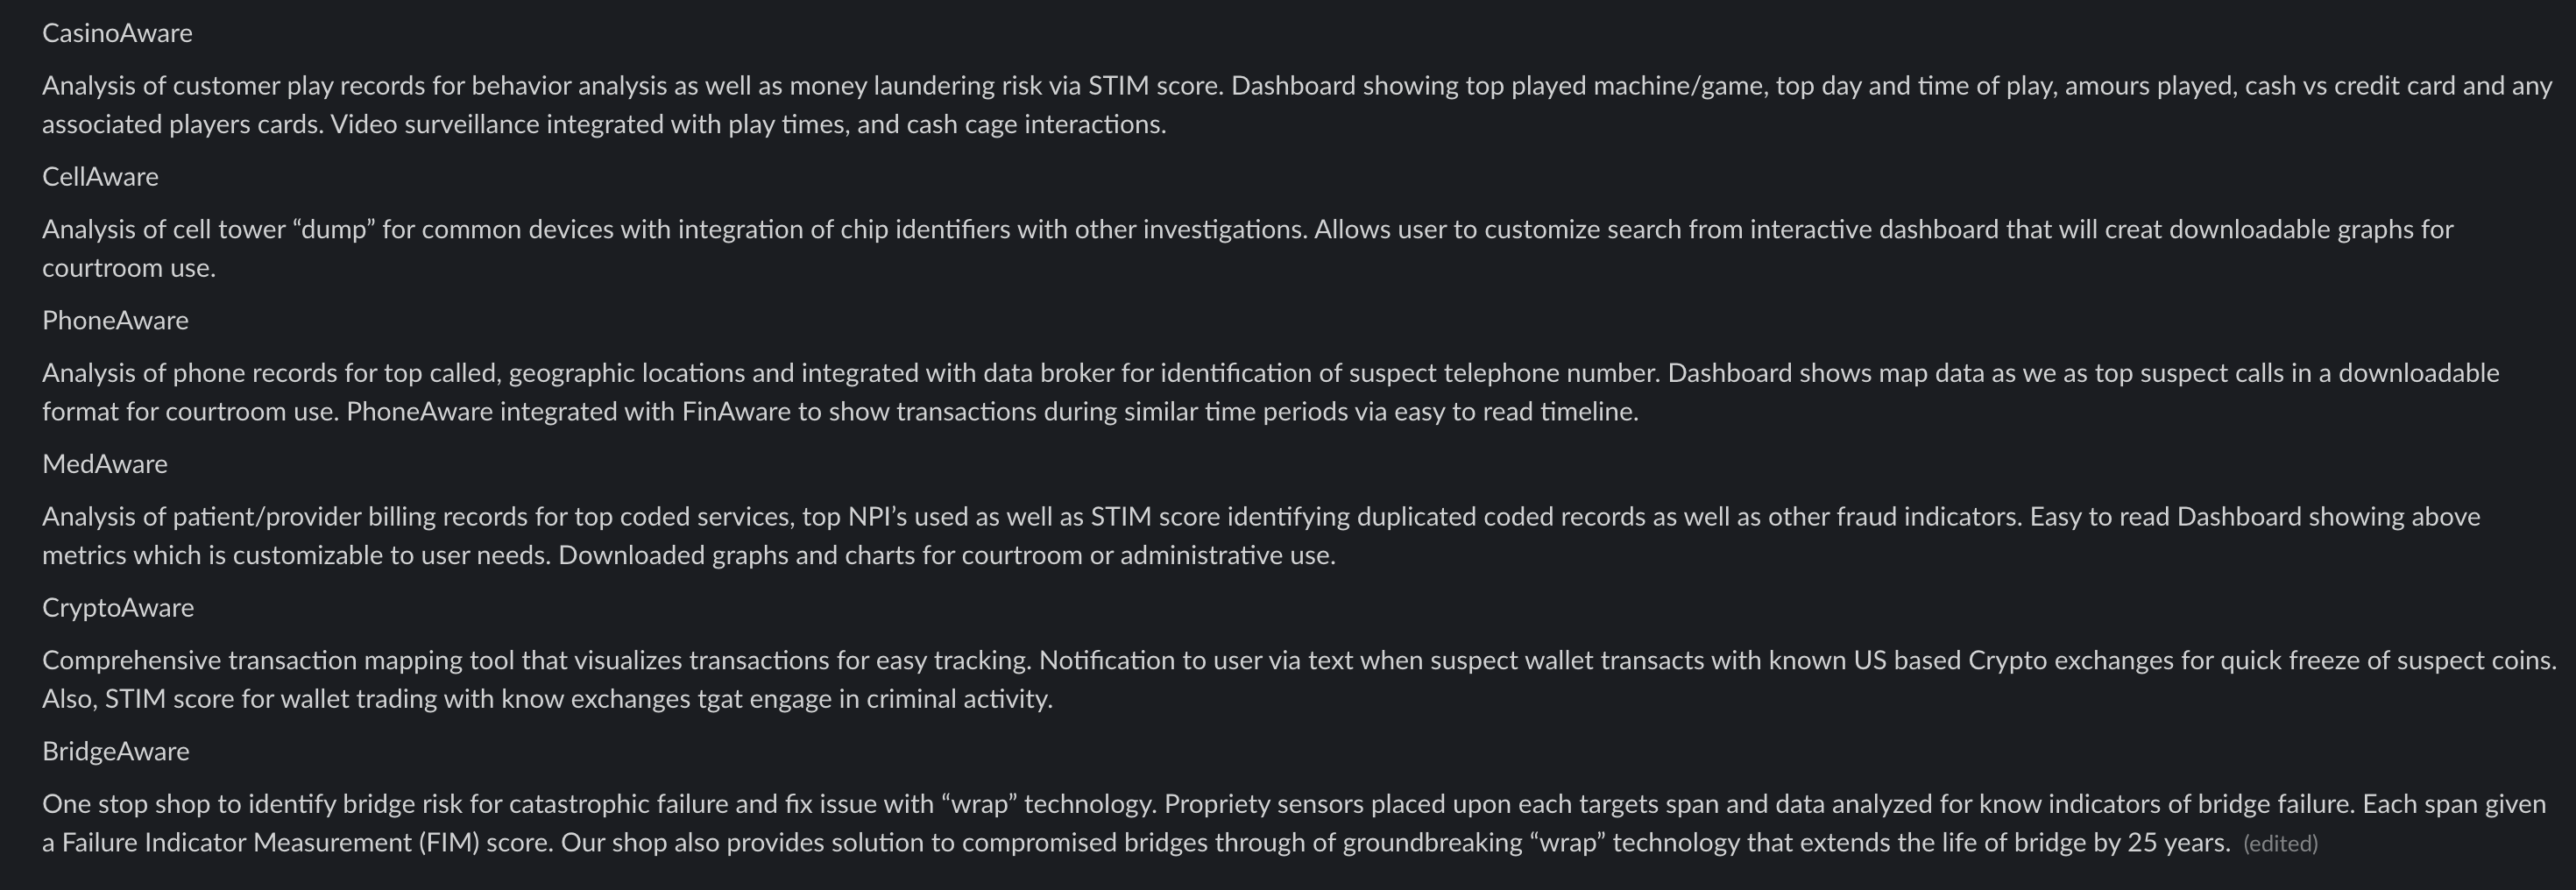 CasinoAware
Analysis of customer play records for behavior analysis as well as money laundering risk via STIM score. Dashboard showing top played machine/game, top day and time of play, amours played, cash vs credit card and any
associated players cards. Video surveillance integrated with play times, and cash cage interactions.
CellAware
Analysis of cell tower “dump” for common devices with integration of chip identifiers with other investigations. Allows user to customize search from interactive dashboard that will creat downloadable graphs for
courtroom use.
PhoneAware
Analysis of phone records for top called, geographic locations and integrated with data broker for identification of suspect telephone number. Dashboard shows map data as we as top suspect calls in a downloadable
format for courtroom use. PhoneAware integrated with FinAware to show transactions during similar time periods via easy to read timeline.
MedAware
Analysis of patient/provider billing records for top coded services, top NPI’s used as well as STIM score identifying duplicated coded records as well as other fraud indicators. Easy to read Dashboard showing above
metrics which is customizable to user needs. Downloaded graphs and charts for courtroom or administrative use.
CryptoAware
Comprehensive transaction mapping tool that visualizes transactions for easy tracking. Notification to user via text when suspect wallet transacts with known US based Crypto exchanges for quick freeze of suspect coins.
Also, STIM score for wallet trading with know exchanges tgat engage in criminal activity.
BridgeAware
One stop shop to identify bridge risk for catastrophic failure and fix issue with “wrap” technology. Propriety sensors placed upon each targets span and data analyzed for know indicators of bridge failure. Each span given
a Failure Indicator Measurement (FIM) score. Our shop also provides solution to compromised bridges through of groundbreaking “wrap” technology that extends the life of bridge by 25 years. (edited)